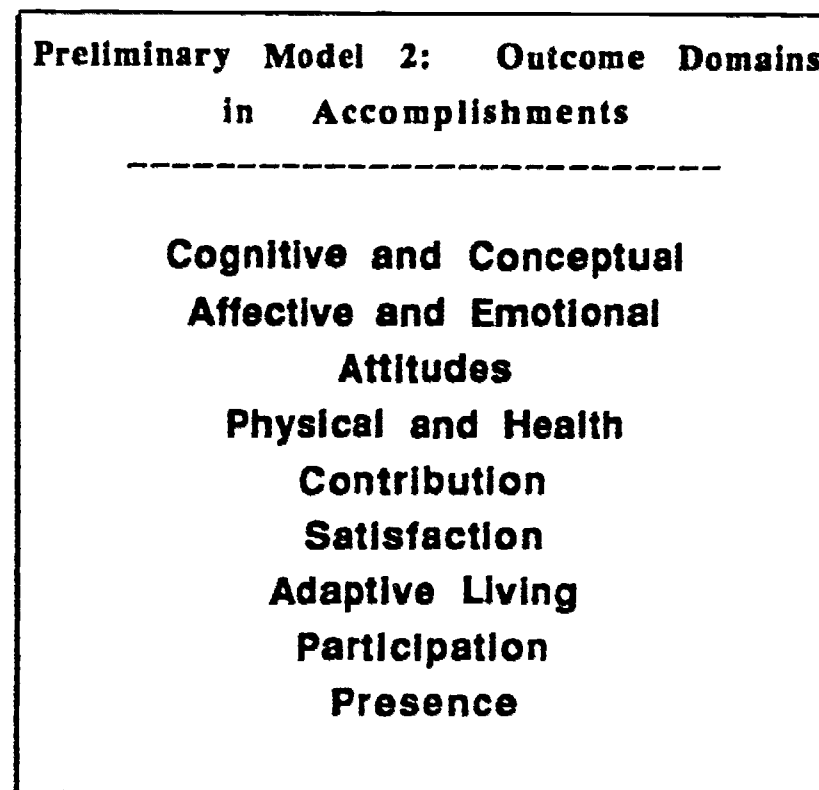 Preliminary Model 2: Outcome Domains
in Accomplishments
Cognitive and Conceptual
Affective and Emotional
Attitudes
Physical and Health
Contribution
Satisfaction
Adaptive Living
Participation
Presence